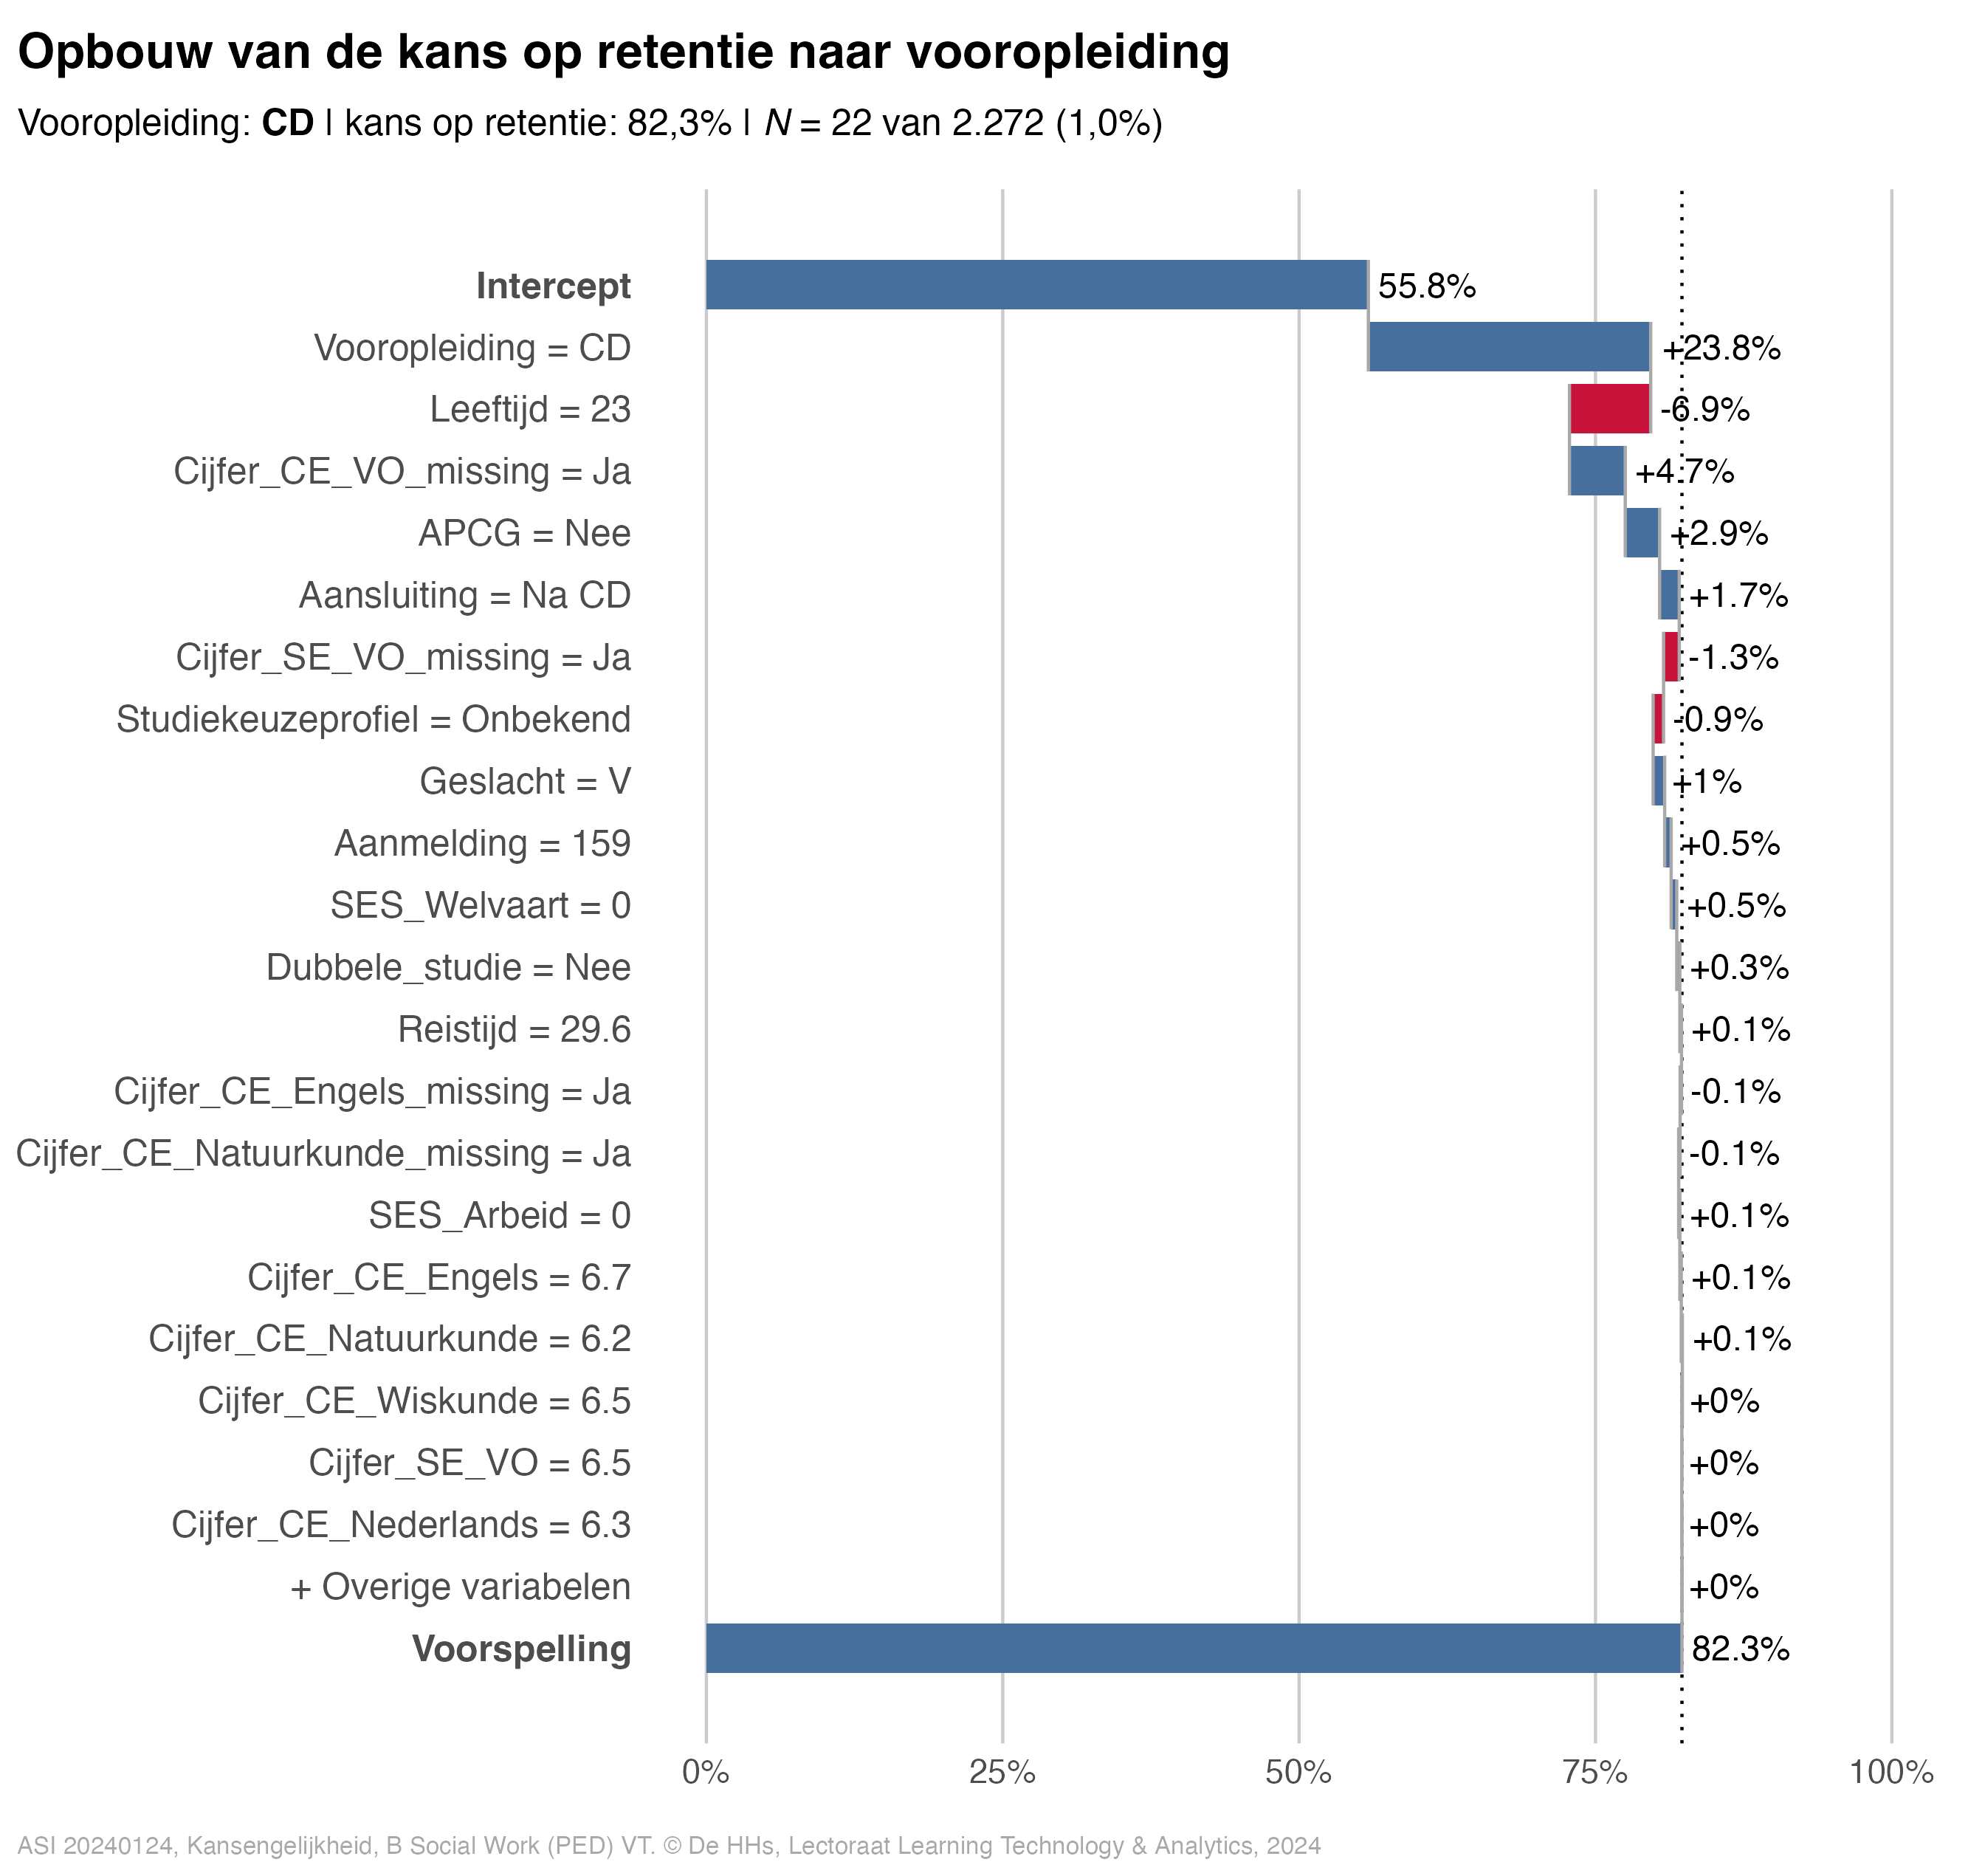 Opbouw van de kans op retentie naar vooropleiding
Vooropleiding: CD | kans op retentie: 82,3% | N = 22 van 2.272 (1,0%)
Intercept 55.8%
Vooropleiding = CD +23.8%
Leeftijd = 23 -6.9%
Cijfer_CE_VO_missing = Ja +4.7%
APCG = Nee +2.9%
Aansluiting = Na CD +1.7%
Cijfer_SE_VO_missing = Ja -1.3%
Studiekeuzeprofiel = Onbekend -0.9%
Geslacht = V +1%
Aanmelding = 159 +0.5%
SES_Welvaart = 0 +0.5%
Dubbele_studie = Nee +0.3%
Reistijd = 29.6 +0.1%
Cijfer_CE_Engels_missing = Ja -0.1%
Cijfer_CE_Natuurkunde_missing = Ja -0.1%
SES_Arbeid = 0 +0.1%
Cijfer_CE_Engels = 6.7 +0.1%
Cijfer_CE_Natuurkunde = 6.2 +0.1%
Cijfer_CE_Wiskunde = 6.5 +0%
Cijfer_SE_VO = 6.5 +0%
Cijfer_CE_Nederlands = 6.3 +0%
+ Overige variabelen +0%
Voorspelling 82.3%
0% 25% 50% 75% 100%
ASI 20240124, Kansengelijkheid, B Social Work (PED) VT. © De HHs, Lectoraat Learning Technology & Analytics, 2024